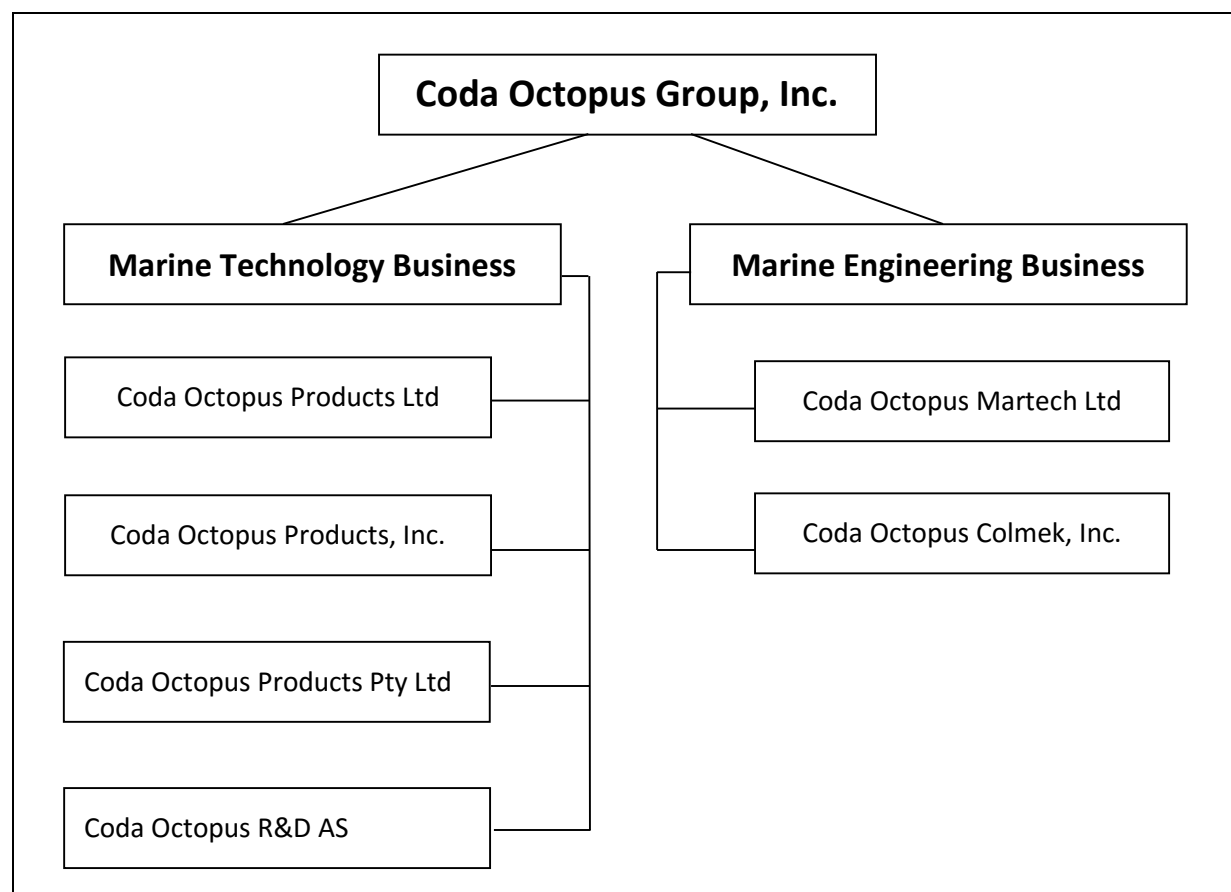 Coda Octopus Group, Inc.
Marine Technology Business
Marine Engineering Business
Coda Octopus Products Ltd
Coda Octopus Martech Ltd
Coda Octopus Products, Inc.
Coda Octopus Colmek, Inc.
Coda Octopus Products Pty Ltd
Coda Octopus R&D AS